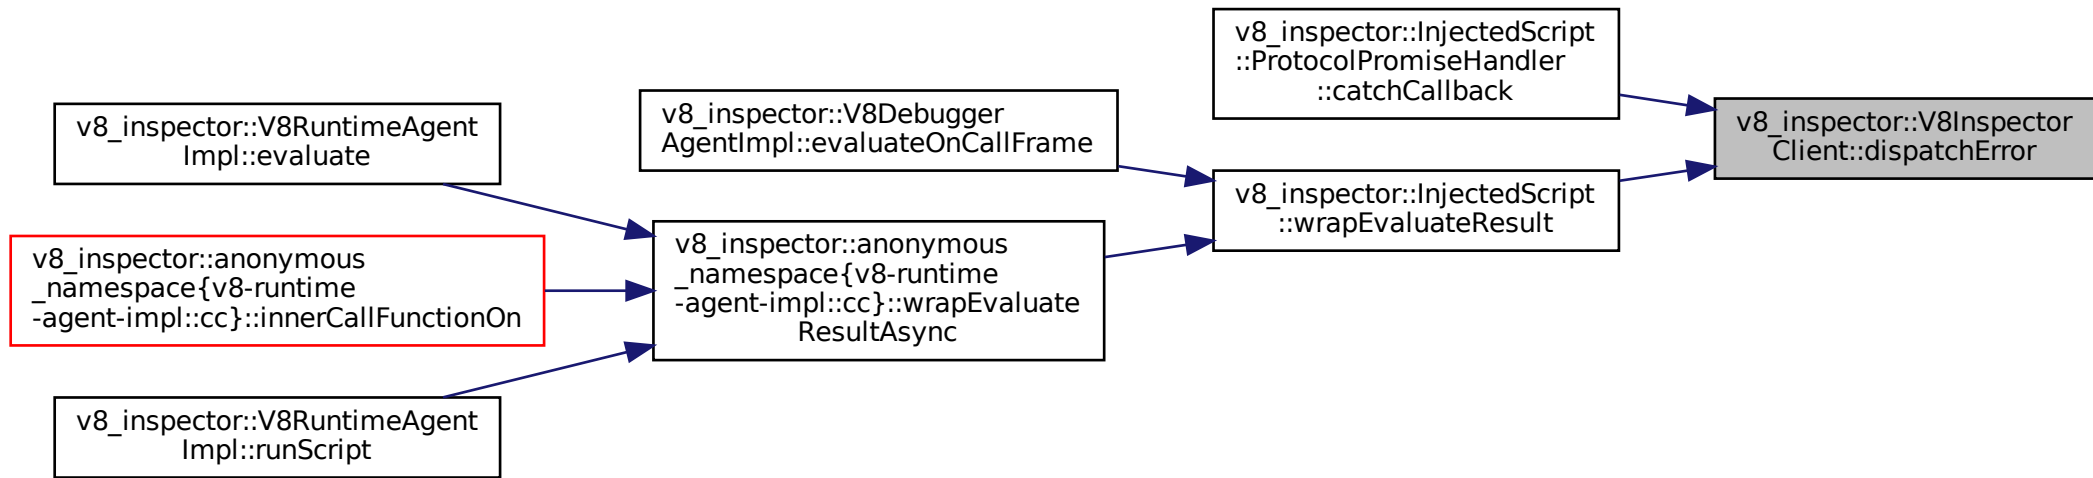 v8_inspector::V8RuntimeAgent
Impl::evaluate
v8_inspector::anonymous
_namespace{v8-runtime
-agent-impl::cc}::innerCallFunctionOn
v8_inspector::V8RuntimeAgent
Impl::runScript
v8_inspector::V8Debugger
AgentImpl::evaluateOnCallFrame
v8_inspector::anonymous
_namespace{v8-runtime
-agent-impl::cc}::wrapEvaluate
ResultAsync
v8_inspector::InjectedScript
::ProtocolPromiseHandler
::catchCallback
v8_inspector::InjectedScript
::wrapEvaluateResult
v8_inspector::V8Inspector
Client::dispatchError